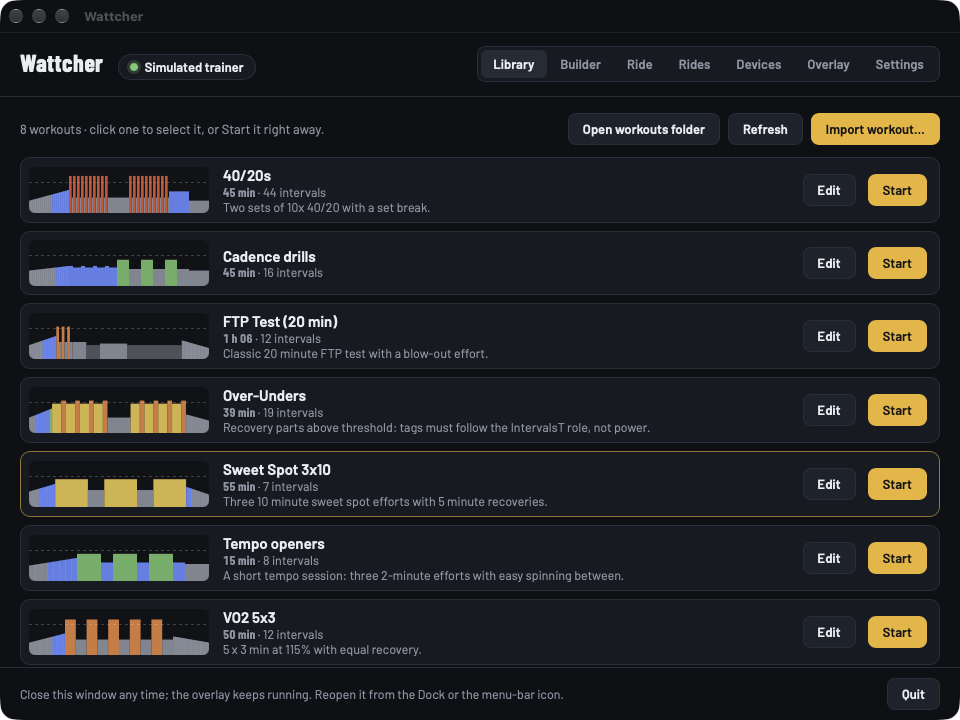 Wattcher
Wattcher
Simulated trainer
Library
Builder
Ride
Rides
Devices
Overlay
Settings
8 workouts · click one to select it, or Start it right away.
Open workouts folder
Refresh
Import workout...
40/20s
45 min · 44 intervals
Two sets of 10x 40/20 with a set break.
Edit
Start
Cadence drills
45 min · 16 intervals
Edit
Start
FTP Test (20 min)
1 h 06 · 12 intervals
Classic 20 minute FTP test with a blow-out effort.
Edit
Start
Over-Unders
39 min · 19 intervals
Recovery parts above threshold: tags must follow the IntervalsT role, not power.
Edit
Start
Sweet Spot 3x10
55 min · 7 intervals
Three 10 minute sweet spot efforts with 5 minute recoveries.
Edit
Start
Tempo openers
15 min · 8 intervals
A short tempo session: three 2-minute efforts with easy spinning between.
Edit
Start
VO2 5x3
50 min · 12 intervals
5 x 3 min at 115% with equal recovery.
Edit
Start
Close this window any time; the overlay keeps running. Reopen it from the Dock or the menu-bar icon.
Quit